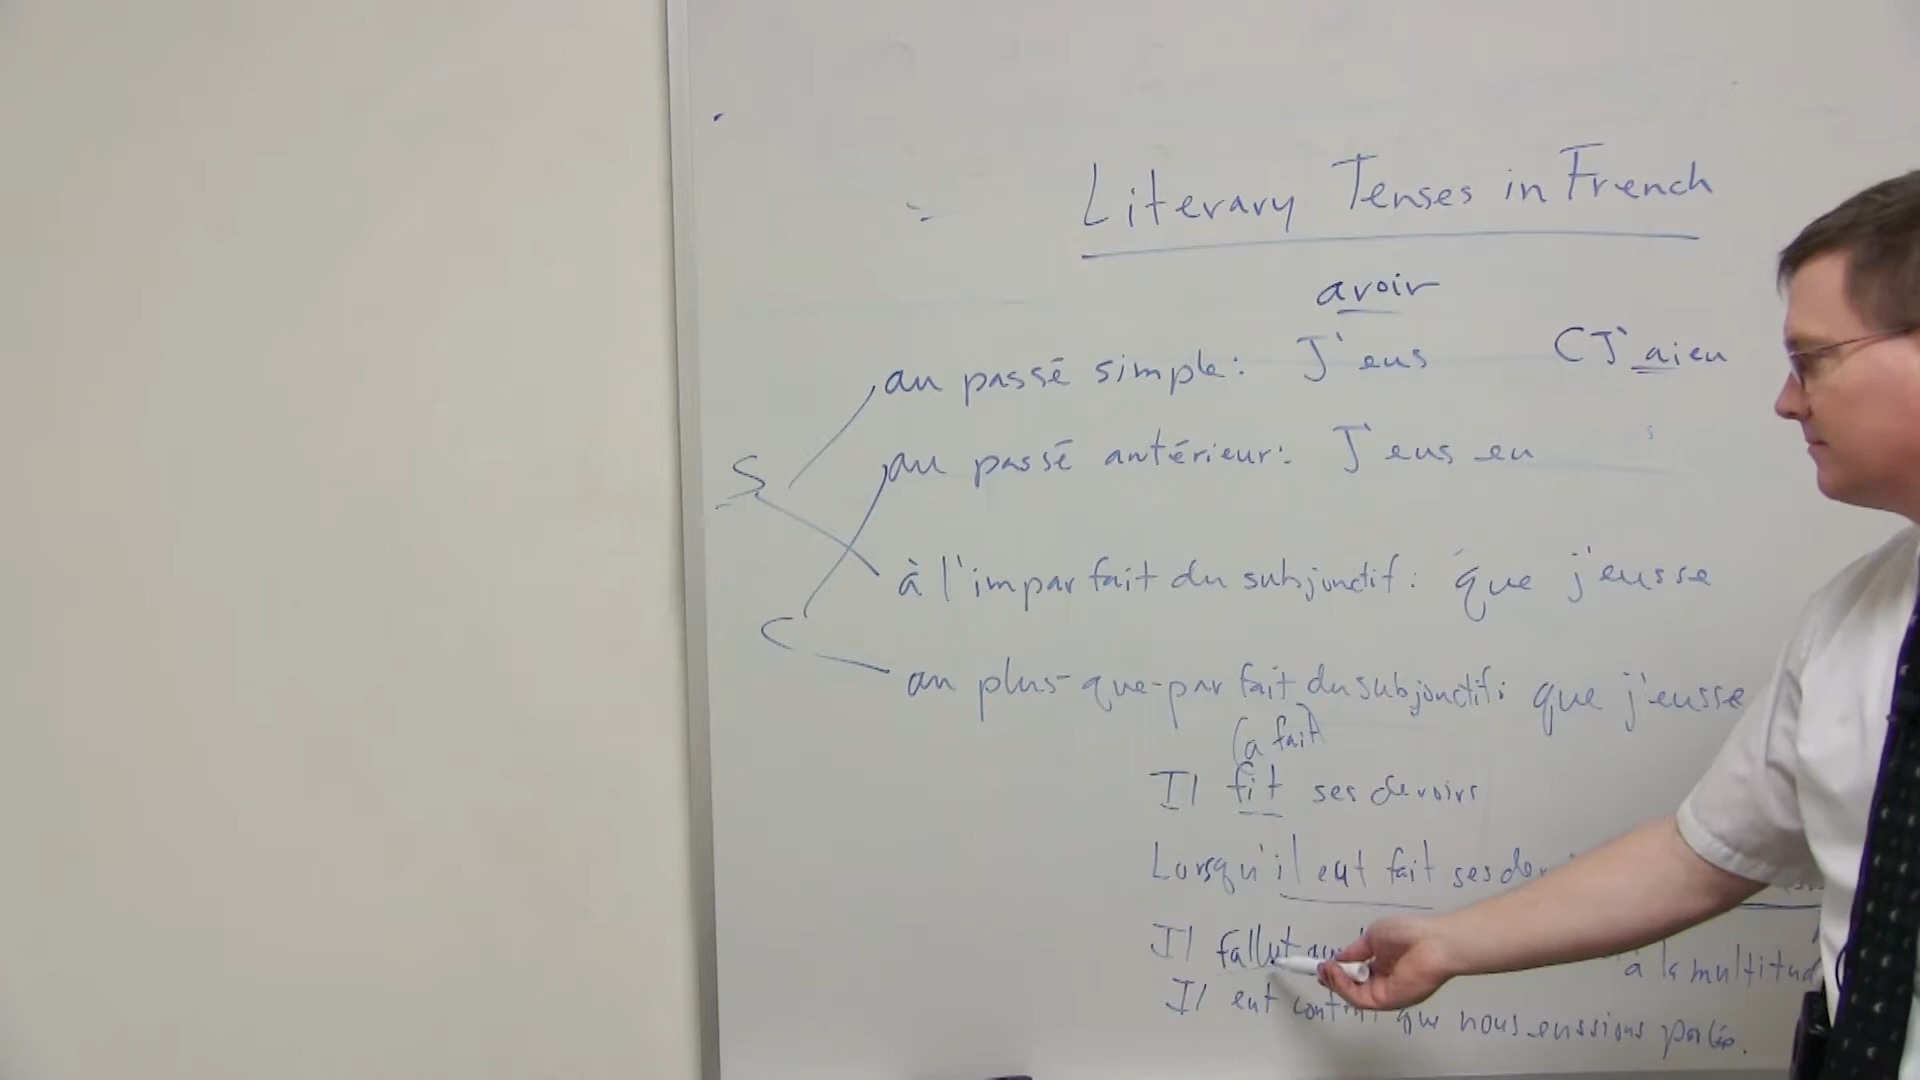 Literary Tenses in French
avoir
au passé simple: J'eus (J'ai eu
au passé antérieur: J'eus eu
S
à l'imparfait du subjonctif: que j'eusse
C
au plus-que-parfait du subjonctif: que j'eusse
(a fait)
Il fit ses devoirs
Lorsqu'il eut fait ses
Il fallut à la
Il eut que nous eussions parlé.